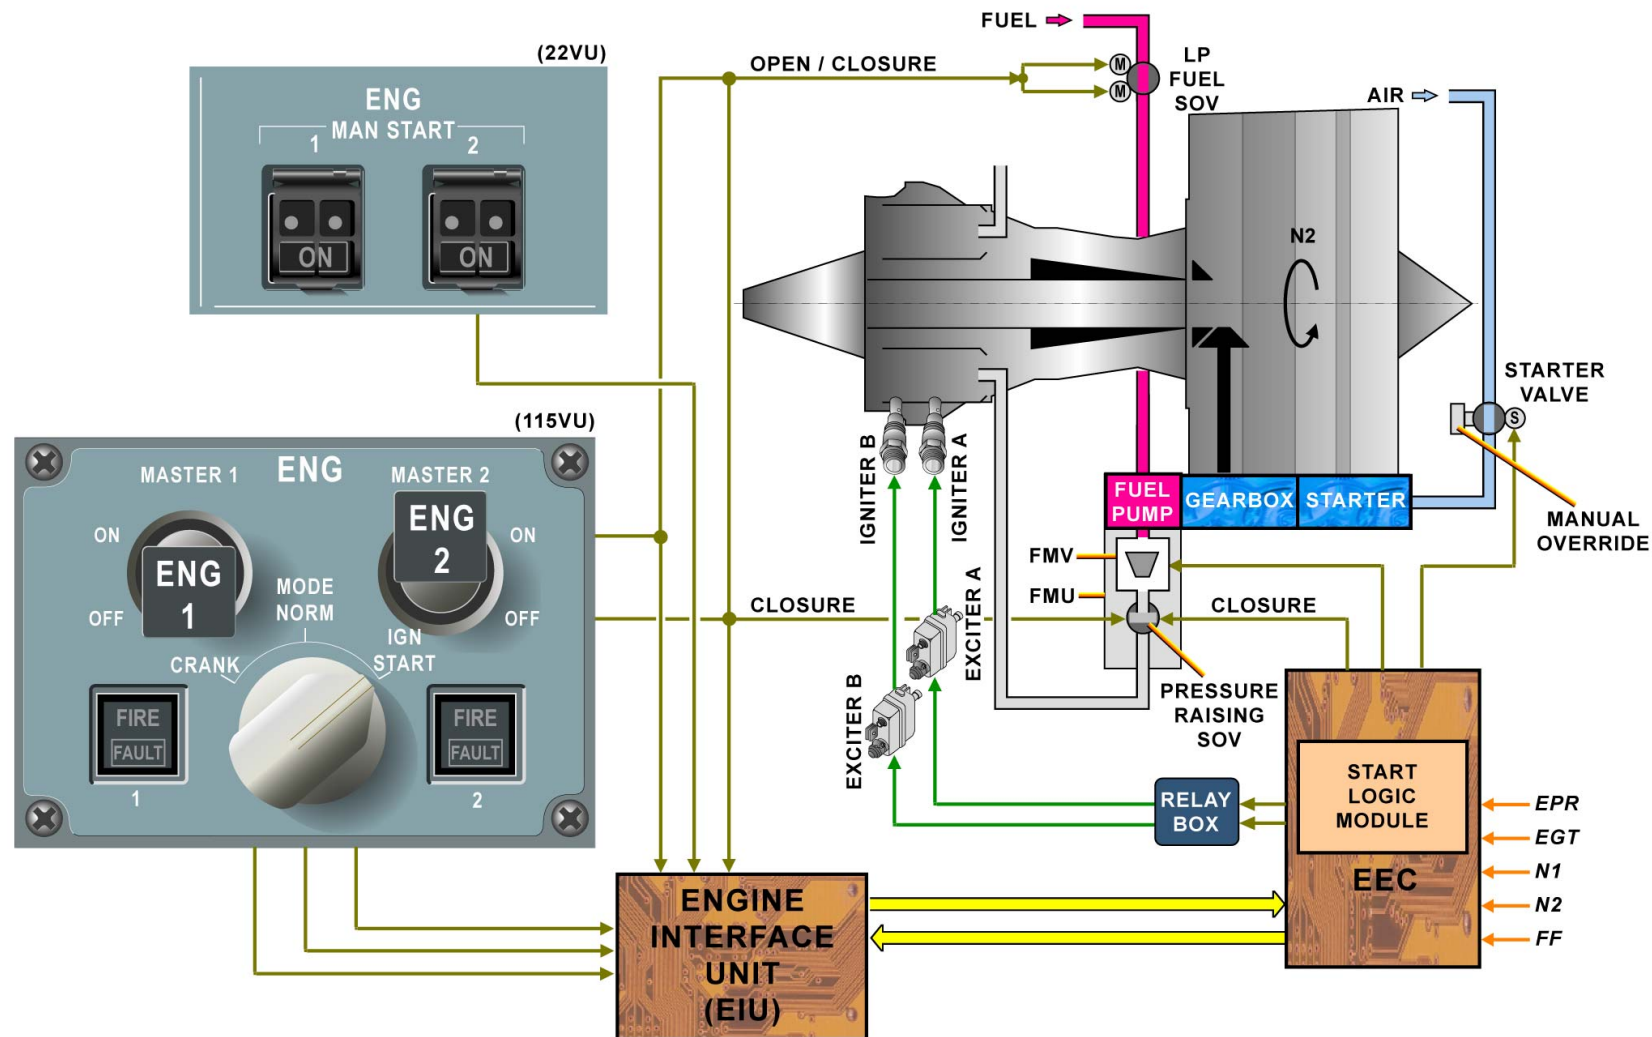 (22VU)
ENG
MAN START
1
2
ON
ON
(115VU)
MASTER 1
ENG
MASTER 2
ON
OFF
ENG
1
ENG
2
ON
OFF
MODE
NORM
CRANK
IGN
START
FIRE
FAULT
1
FIRE
FAULT
2
FUEL
OPEN / CLOSURE
M
M
LP
FUEL
SOV
AIR
N2
STARTER
VALVE
S
MANUAL
OVERRIDE
IGNITER B
IGNITER A
FUEL
PUMP
GEARBOX
STARTER
FMV
FMU
CLOSURE
CLOSURE
EXCITER A
EXCITER B
PRESSURE
RAISING
SOV
RELAY
BOX
START
LOGIC
MODULE
EEC
EPR
EGT
N1
N2
FF
ENGINE
INTERFACE
UNIT
(EIU)